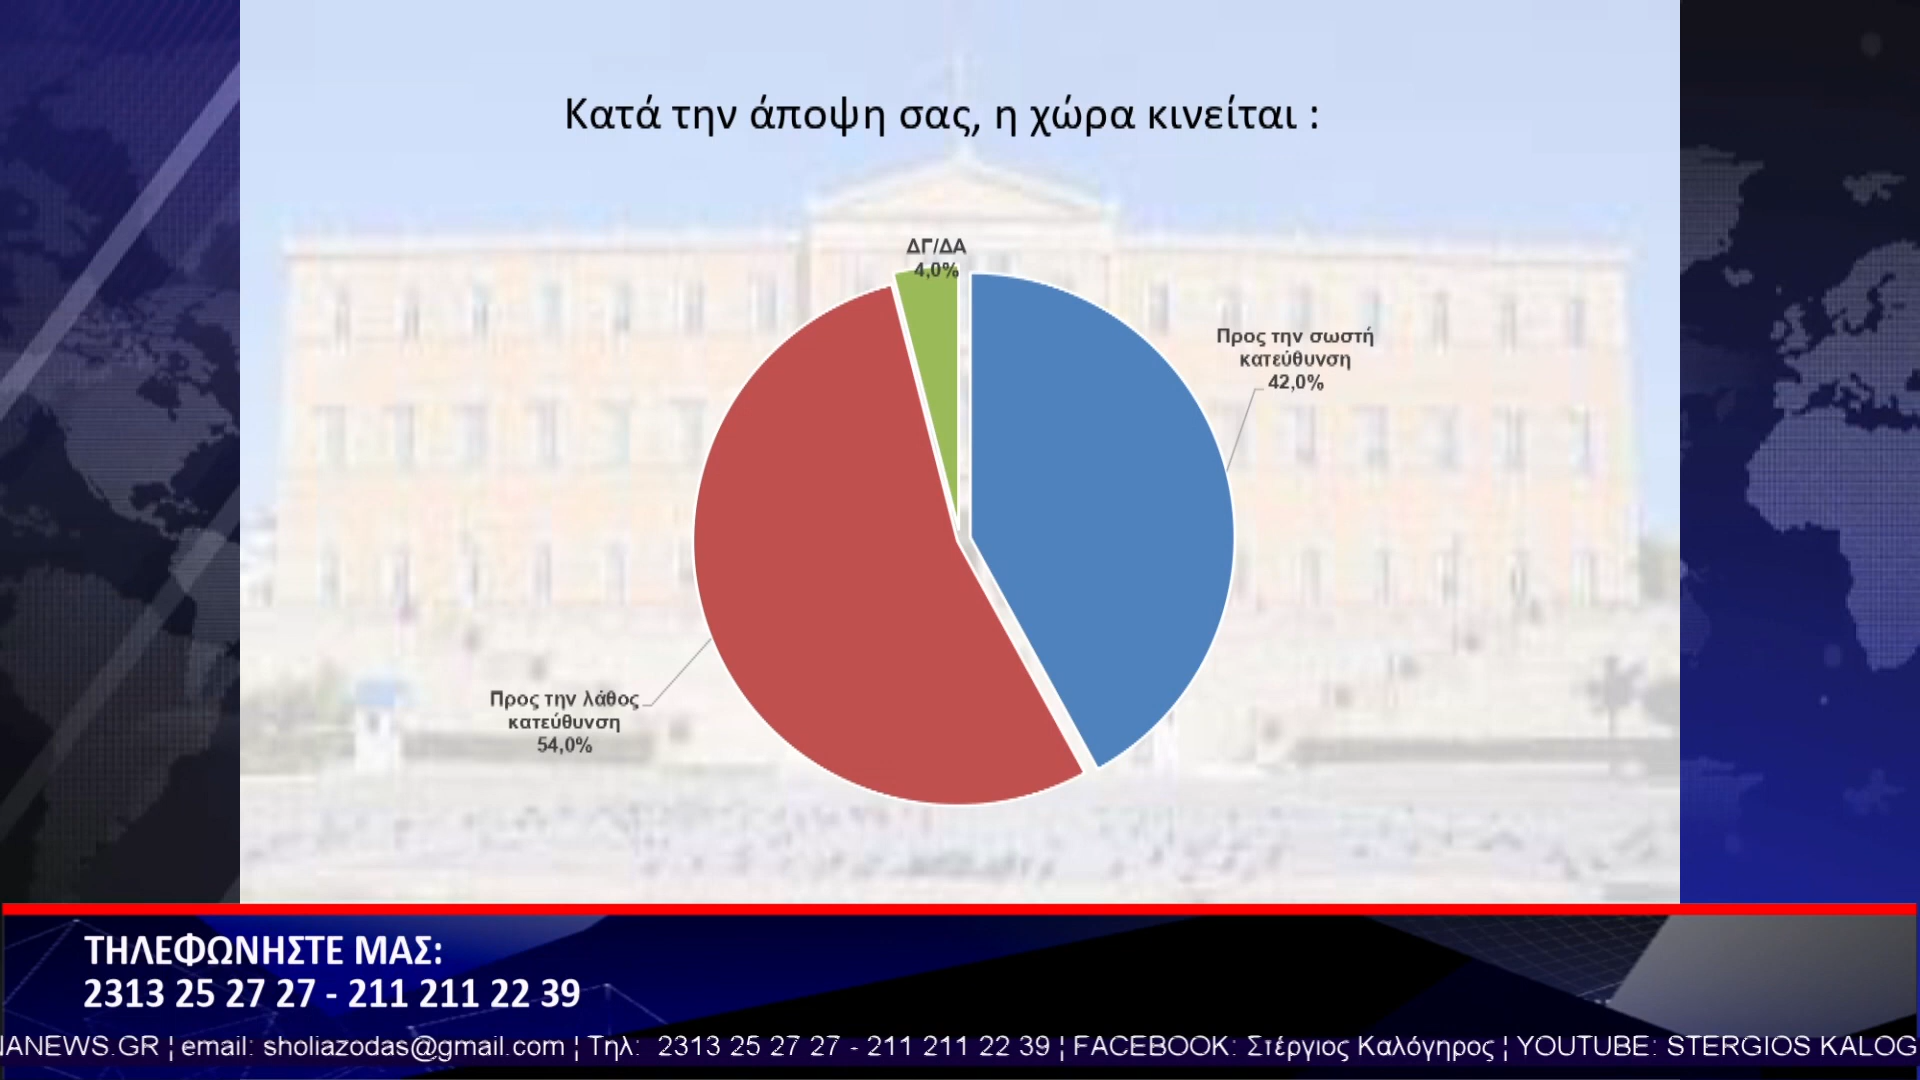 Κατά την άποψη σας, η χώρα κινείται :
ΔΓ/ΔΑ
4,0%
Προς την σωστή
κατεύθυνση
42,0%
Προς την λάθος
κατεύθυνση
54,0%
ΤΗΛΕΦΩΝΗΣΤΕ ΜΑΣ:
2313 25 27 27 - 211 211 22 39
NANEWS.GR ¦ email: sholiazodas@gmail.com ¦ Τηλ: 2313 25 27 27 - 211 211 22 39 ¦ FACEBOOK: Στέργιος Καλόγηρος ¦ YOUTUBE: STERGIOS KALOG